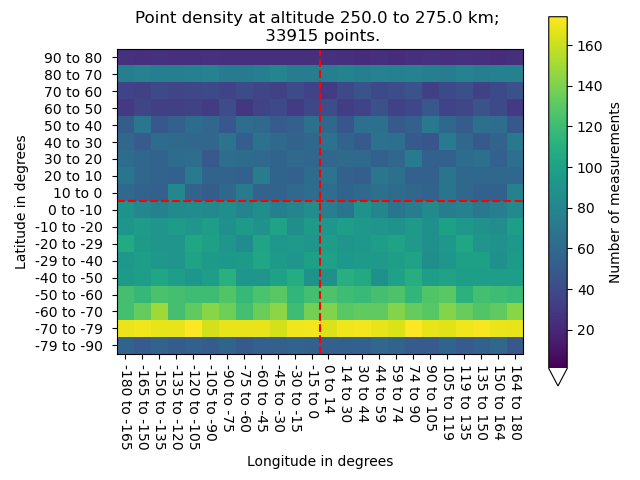 Point density at altitude 250.0 to 275.0 km;
33915 points.
90 to 80
80 to 70
70 to 60
60 to 50
50 to 40
40 to 30
30 to 20
20 to 10
10 to 0
0 to -10
-10 to -20
-20 to -29
-29 to -40
-40 to -50
-50 to -60
-60 to -70
-70 to -79
-79 to -90
Latitude in degrees
-180 to -165
-165 to -150
-150 to -135
-135 to -120
-120 to -105
-105 to -90
-90 to -75
-75 to -60
-60 to -45
-45 to -30
-30 to -15
-15 to 0
0 to 14
14 to 30
30 to 44
44 to 59
59 to 74
74 to 90
90 to 105
105 to 119
119 to 135
135 to 150
150 to 164
164 to 180
Longitude in degrees
160
140
120
100
80
60
40
20
Number of measurements